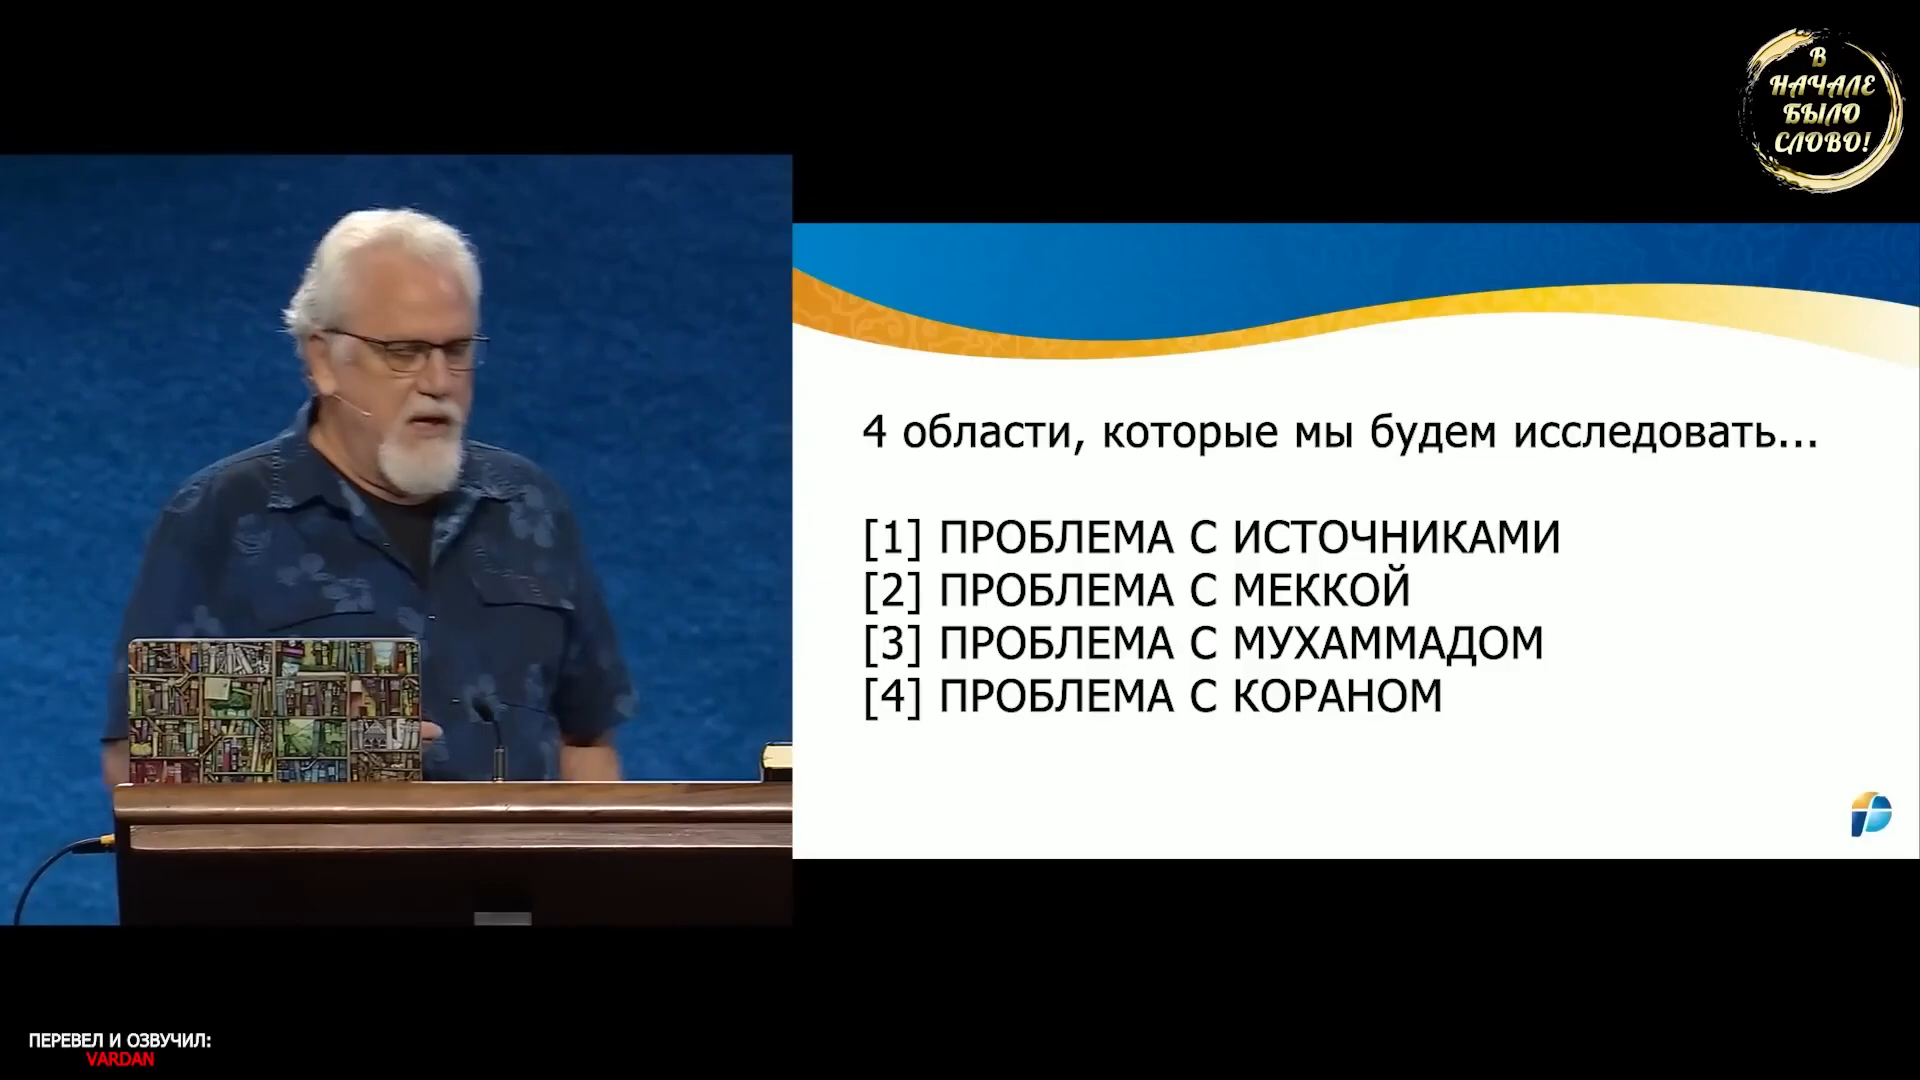 В
НАЧАЛЕ
БЫЛО
СЛОВО!
4 области, которые мы будем исследовать...
[1] ПРОБЛЕМА С ИСТОЧНИКАМИ
[2] ПРОБЛЕМА С МЕККОЙ
[3] ПРОБЛЕМА С МУХАММАДОМ
[4] ПРОБЛЕМА С КОРАНОМ
ПЕРЕВЕЛ И ОЗВУЧИЛ:
VARDAN